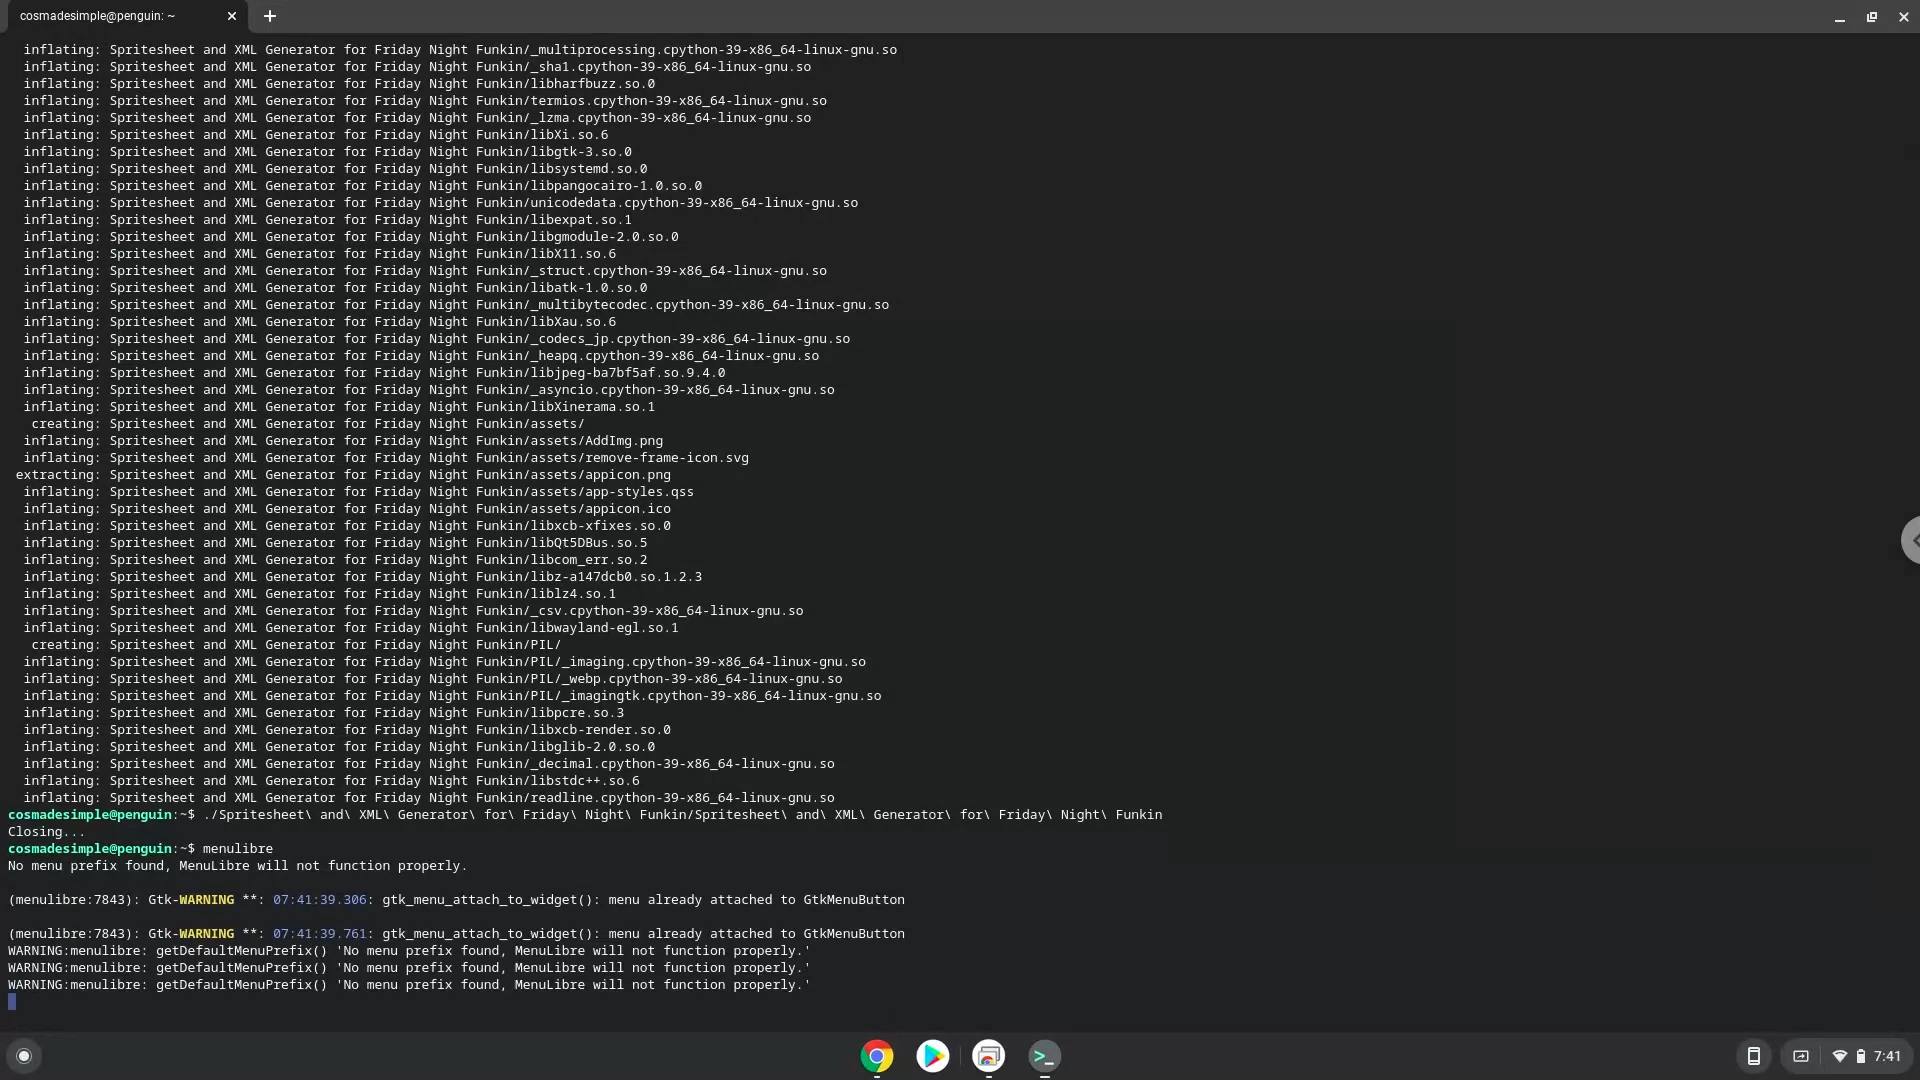 cosmadesimple@penguin: ~
inflating: Spritesheet and XML Generator for Friday Night Funkin/_multiprocessing.cpython-39-x86_64-linux-gnu.so
inflating: Spritesheet and XML Generator for Friday Night Funkin/_sha1.cpython-39-x86_64-linux-gnu.so
inflating: Spritesheet and XML Generator for Friday Night Funkin/libharfbuzz.so.0
inflating: Spritesheet and XML Generator for Friday Night Funkin/termios.cpython-39-x86_64-linux-gnu.so
inflating: Spritesheet and XML Generator for Friday Night Funkin/_lzma.cpython-39-x86_64-linux-gnu.so
inflating: Spritesheet and XML Generator for Friday Night Funkin/libXi.so.6
inflating: Spritesheet and XML Generator for Friday Night Funkin/libgtk-3.so.0
inflating: Spritesheet and XML Generator for Friday Night Funkin/libsystemd.so.0
inflating: Spritesheet and XML Generator for Friday Night Funkin/libpangocairo-1.0.so.0
inflating: Spritesheet and XML Generator for Friday Night Funkin/unicodedata.cpython-39-x86_64-linux-gnu.so
inflating: Spritesheet and XML Generator for Friday Night Funkin/libexpat.so.1
inflating: Spritesheet and XML Generator for Friday Night Funkin/libgmodule-2.0.so.0
inflating: Spritesheet and XML Generator for Friday Night Funkin/libX11.so.6
inflating: Spritesheet and XML Generator for Friday Night Funkin/_struct.cpython-39-x86_64-linux-gnu.so
inflating: Spritesheet and XML Generator for Friday Night Funkin/libatk-1.0.so.0
inflating: Spritesheet and XML Generator for Friday Night Funkin/_multibytecodec.cpython-39-x86_64-linux-gnu.so
inflating: Spritesheet and XML Generator for Friday Night Funkin/libXau.so.6
inflating: Spritesheet and XML Generator for Friday Night Funkin/_codecs_jp.cpython-39-x86_64-linux-gnu.so
inflating: Spritesheet and XML Generator for Friday Night Funkin/_heapq.cpython-39-x86_64-linux-gnu.so
inflating: Spritesheet and XML Generator for Friday Night Funkin/libjpeg-ba7bf5af.so.9.4.0
inflating: Spritesheet and XML Generator for Friday Night Funkin/_asyncio.cpython-39-x86_64-linux-gnu.so
inflating: Spritesheet and XML Generator for Friday Night Funkin/libXinerama.so.1
creating: Spritesheet and XML Generator for Friday Night Funkin/assets/
inflating: Spritesheet and XML Generator for Friday Night Funkin/assets/AddImg.png
inflating: Spritesheet and XML Generator for Friday Night Funkin/assets/remove-frame-icon.svg
extracting: Spritesheet and XML Generator for Friday Night Funkin/assets/appicon.png
inflating: Spritesheet and XML Generator for Friday Night Funkin/assets/app-styles.qss
inflating: Spritesheet and XML Generator for Friday Night Funkin/assets/appicon.ico
inflating: Spritesheet and XML Generator for Friday Night Funkin/libxcb-xfixes.so.0
inflating: Spritesheet and XML Generator for Friday Night Funkin/libQt5DBus.so.5
inflating: Spritesheet and XML Generator for Friday Night Funkin/libcom_err.so.2
inflating: Spritesheet and XML Generator for Friday Night Funkin/libz-a147dcb0.so.1.2.3
inflating: Spritesheet and XML Generator for Friday Night Funkin/liblz4.so.1
inflating: Spritesheet and XML Generator for Friday Night Funkin/_csv.cpython-39-x86_64-linux-gnu.so
inflating: Spritesheet and XML Generator for Friday Night Funkin/libwayland-egl.so.1
creating: Spritesheet and XML Generator for Friday Night Funkin/PIL/
inflating: Spritesheet and XML Generator for Friday Night Funkin/PIL/_imaging.cpython-39-x86_64-linux-gnu.so
inflating: Spritesheet and XML Generator for Friday Night Funkin/PIL/_webp.cpython-39-x86_64-linux-gnu.so
inflating: Spritesheet and XML Generator for Friday Night Funkin/PIL/_imagingtk.cpython-39-x86_64-linux-gnu.so
inflating: Spritesheet and XML Generator for Friday Night Funkin/libpcre.so.3
inflating: Spritesheet and XML Generator for Friday Night Funkin/libxcb-render.so.0
inflating: Spritesheet and XML Generator for Friday Night Funkin/libglib-2.0.so.0
inflating: Spritesheet and XML Generator for Friday Night Funkin/_decimal.cpython-39-x86_64-linux-gnu.so
inflating: Spritesheet and XML Generator for Friday Night Funkin/libstdc++.so.6
inflating: Spritesheet and XML Generator for Friday Night Funkin/readline.cpython-39-x86_64-linux-gnu.so
cosmadesimple@penguin:~$ ./Spritesheet\ and\ XML\ Generator\ for\ Friday\ Night\ Funkin/Spritesheet\ and\ XML\ Generator\ for\ Friday\ Night\ Funkin
Closing...
cosmadesimple@penguin:~$ menulibre
No menu prefix found, MenuLibre will not function properly.
(menulibre:7843): Gtk-WARNING **: 07:41:39.306: gtk_menu_attach_to_widget(): menu already attached to GtkMenuButton
(menulibre:7843): Gtk-WARNING **: 07:41:39.761: gtk_menu_attach_to_widget(): menu already attached to GtkMenuButton
WARNING:menulibre: getDefaultMenuPrefix() 'No menu prefix found, MenuLibre will not function properly.'
WARNING:menulibre: getDefaultMenuPrefix() 'No menu prefix found, MenuLibre will not function properly.'
WARNING:menulibre: getDefaultMenuPrefix() 'No menu prefix found, MenuLibre will not function properly.'
7:41